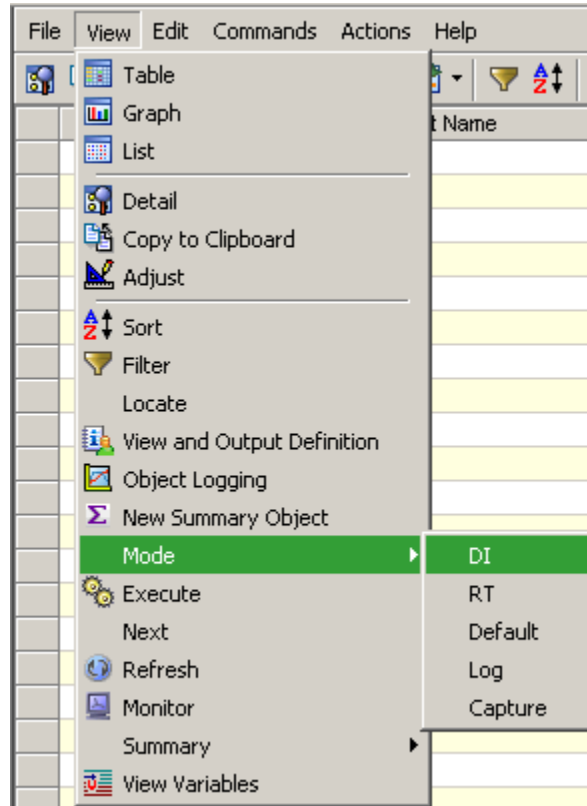 File View Edit Commands Actions Help
Table
t Name
Graph
List
Detail
Copy to Clipboard
Adjust
Sort
Filter
Locate
View and Output Definition
Object Logging
New Summary Object
Mode DI
Execute RT
Next Default
Refresh Log
Monitor Capture
Summary
View Variables